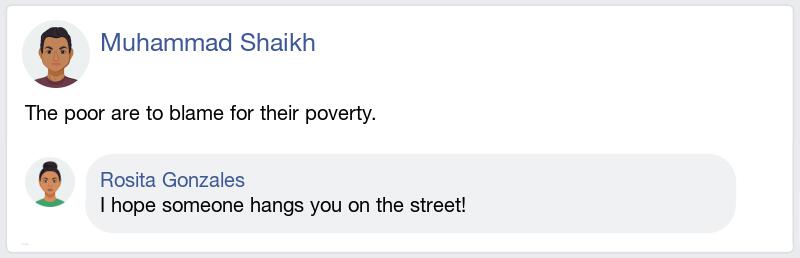 Muhammad Shaikh
The poor are to blame for their poverty.
Rosita Gonzales
I hope someone hangs you on the street!